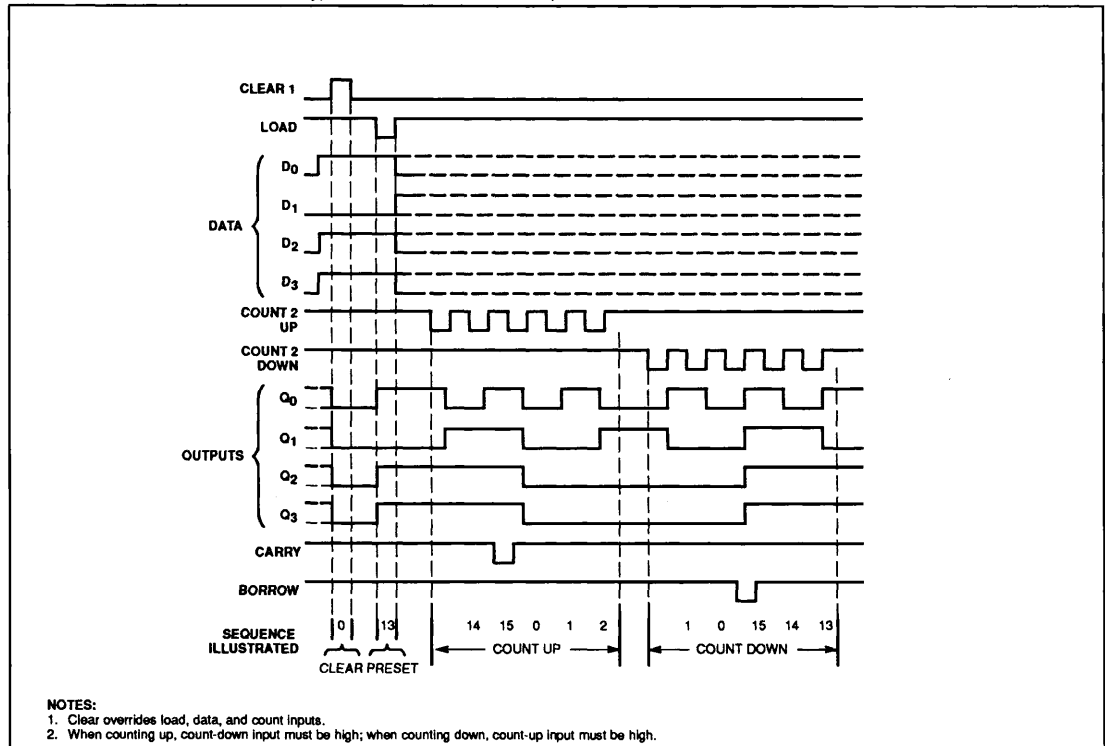 CLEAR 1
LOAD
D0
D1
DATA
D2
D3
COUNT 2
UP
COUNT 2
DOWN
Q0
Q1
OUTPUTS
Q2
Q3
CARRY
BORROW
SEQUENCE
ILLUSTRATED
0 13 14 15 0 1 2 1 0 15 14 13
CLEAR PRESET COUNT UP COUNT DOWN
NOTES:
1. Clear overrides load, data, and count inputs.
2. When counting up, count-down input must be high; when counting down, count-up input must be high.